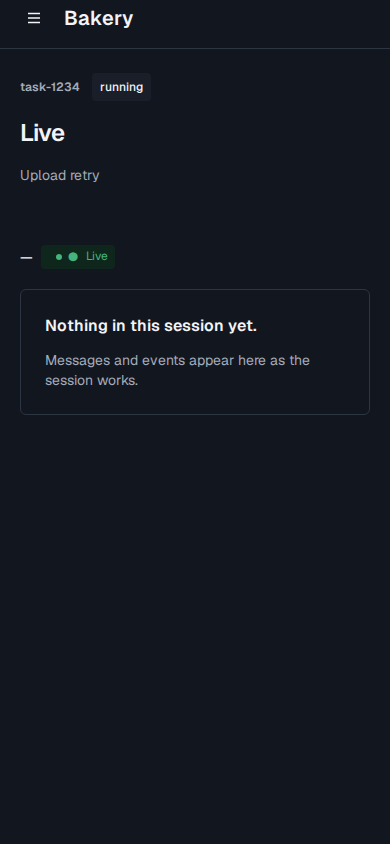 Bakery
task-1234 running
Live
Upload retry
— Live
Nothing in this session yet.
Messages and events appear here as the
session works.